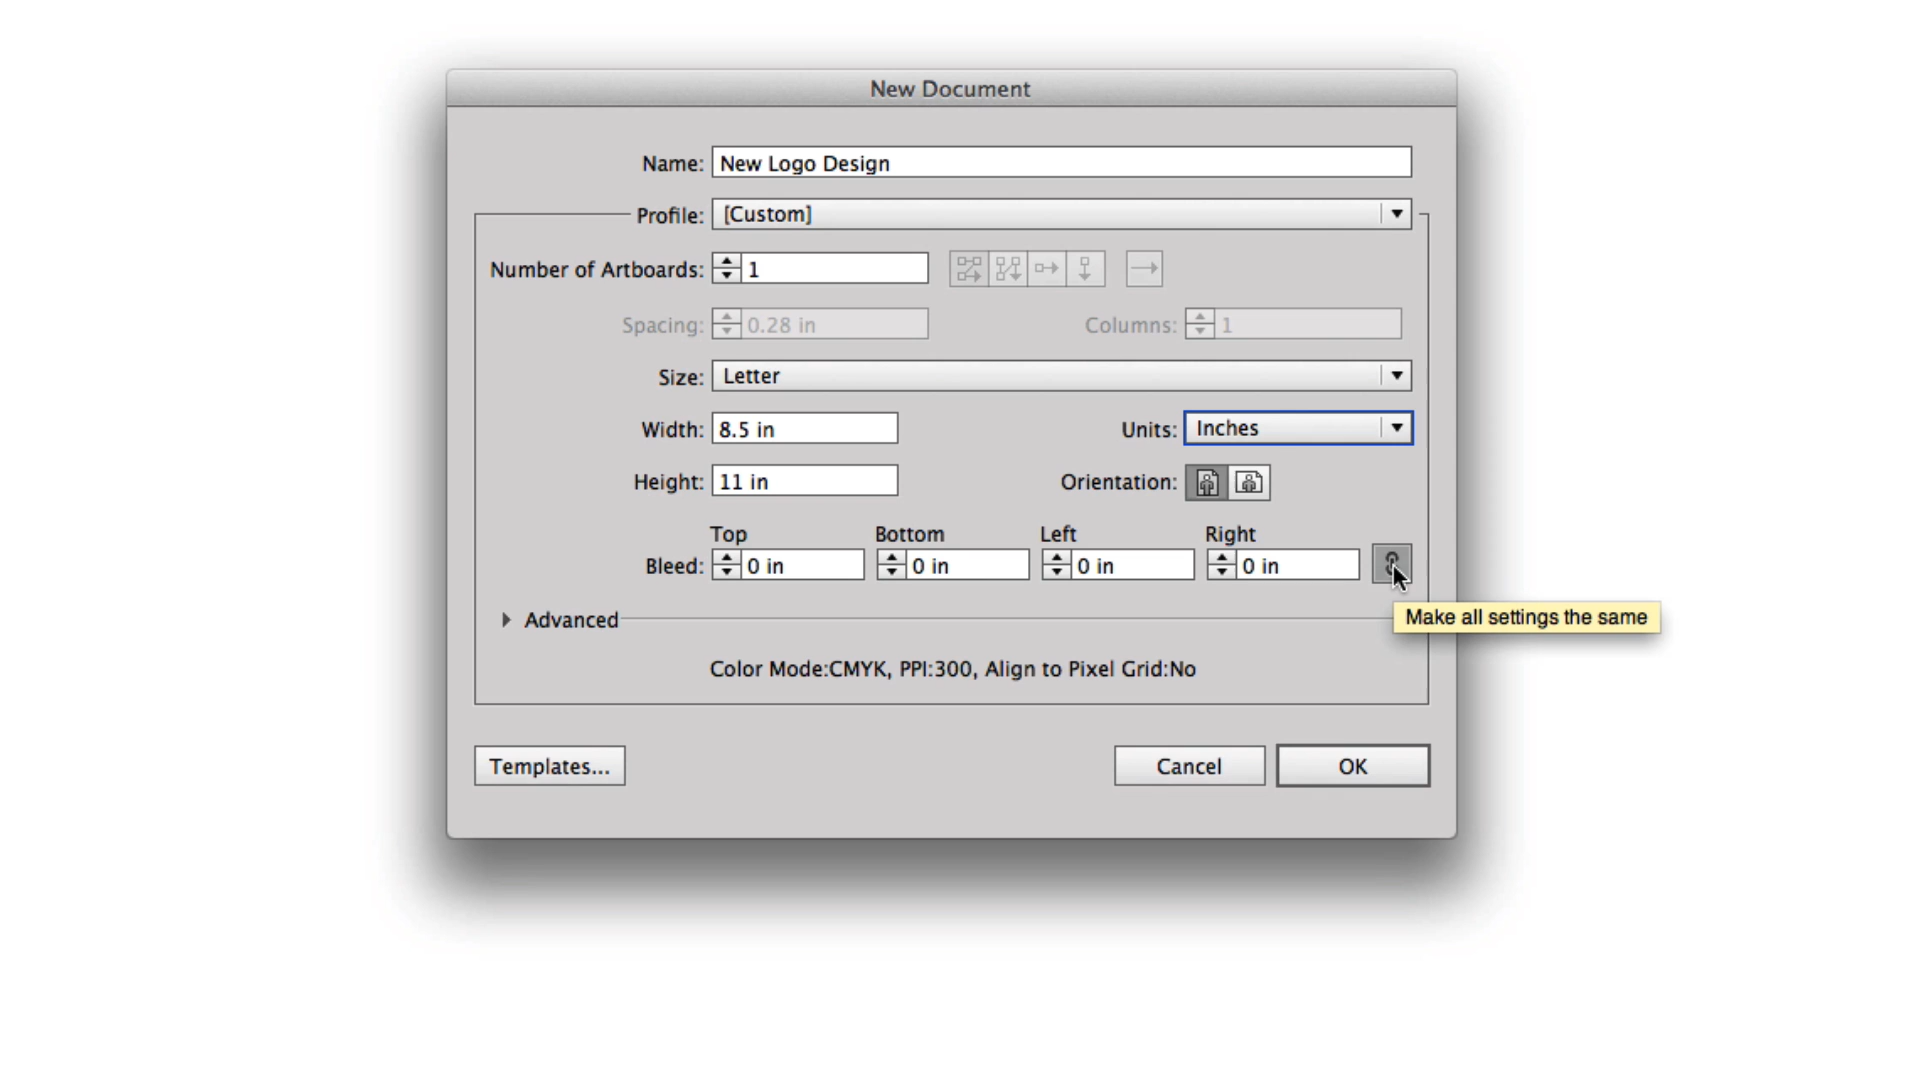 New Document
Name: New Logo Design
Profile: [Custom]
Number of Artboards: 1
Spacing: 0.28 in Columns: 1
Size: Letter
Width: 8.5 in Units: Inches
Height: 11 in Orientation:
Top Bottom Left Right
Bleed: 0 in 0 in 0 in 0 in
Make all settings the same
Advanced
Color Mode:CMYK, PPI:300, Align to Pixel Grid:No
Templates... Cancel OK